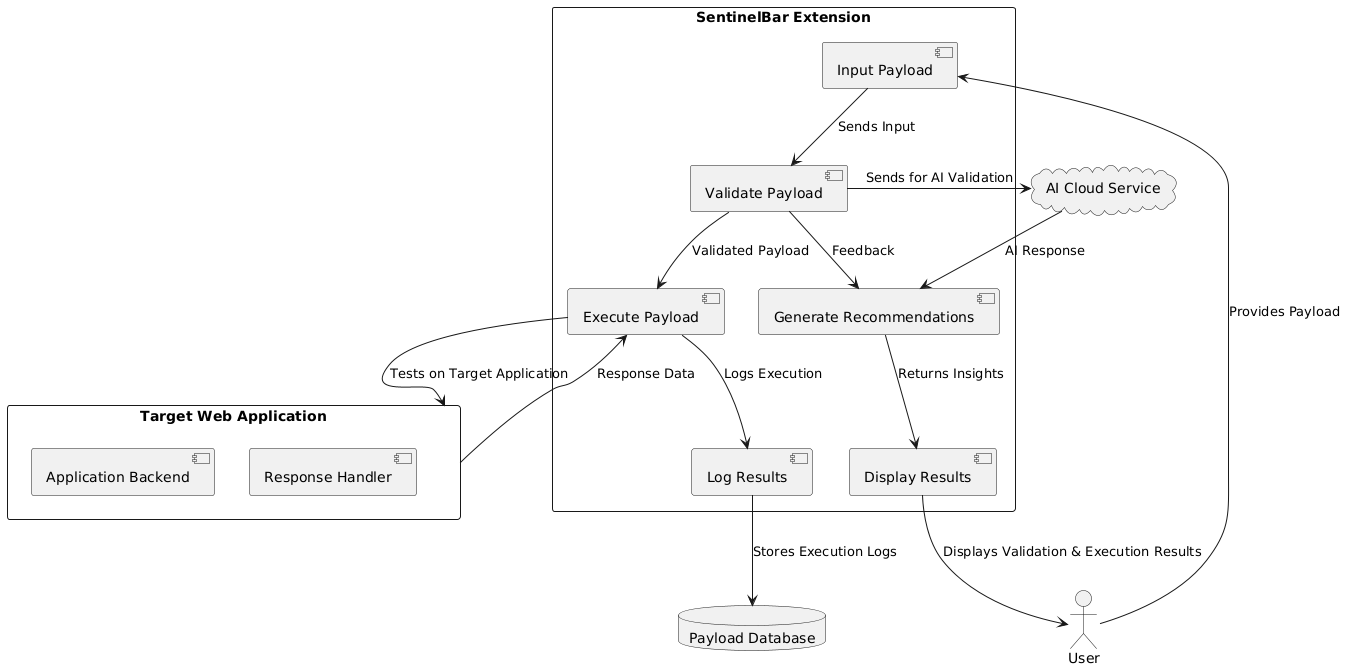 SentinelBar Extension
Input Payload
Sends Input
Validate Payload
Sends for AI Validation
AI Cloud Service
Validated Payload
Feedback
AI Response
Execute Payload
Generate Recommendations
Provides Payload
Tests on Target Application
Response Data
Logs Execution
Returns Insights
Target Web Application
Application Backend
Response Handler
Log Results
Display Results
Stores Execution Logs
Displays Validation & Execution Results
Payload Database
User